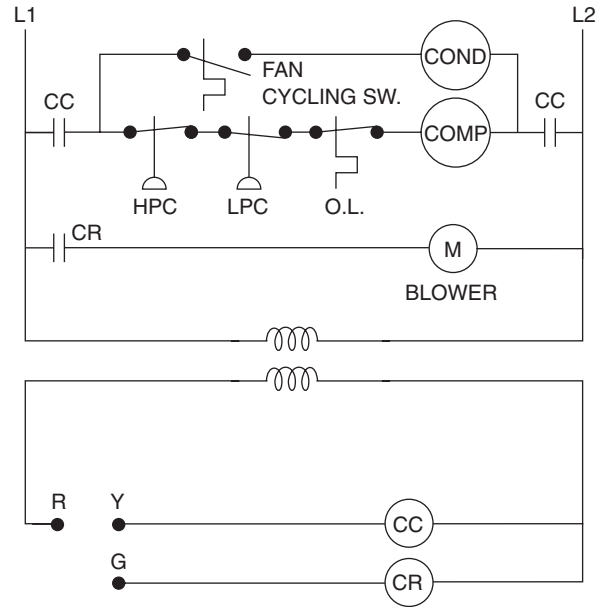 L1 L2
COND
FAN
CYCLING SW.
CC CC
COMP
HPC LPC O.L.
CR
M
BLOWER
R Y
CC
G
CR